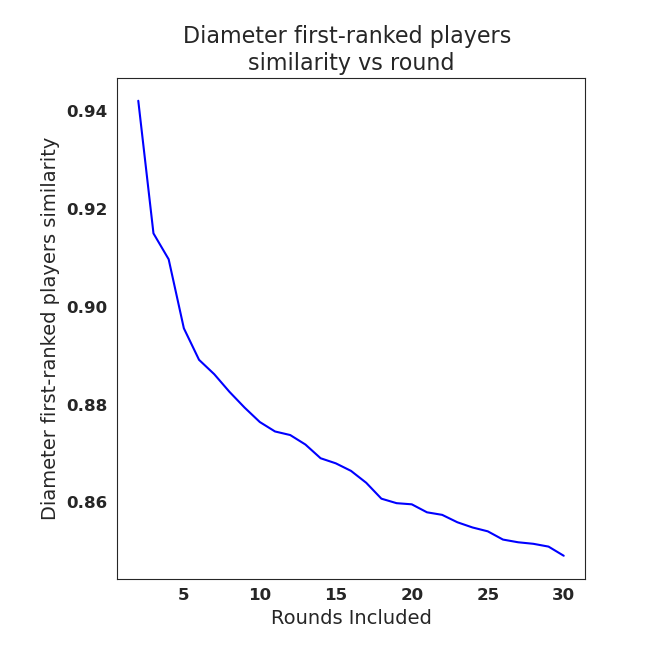 Diameter first-ranked players
similarity vs round
Diameter first-ranked players similarity
0.94
0.92
0.90
0.88
0.86
5 10 15 20 25 30
Rounds Included